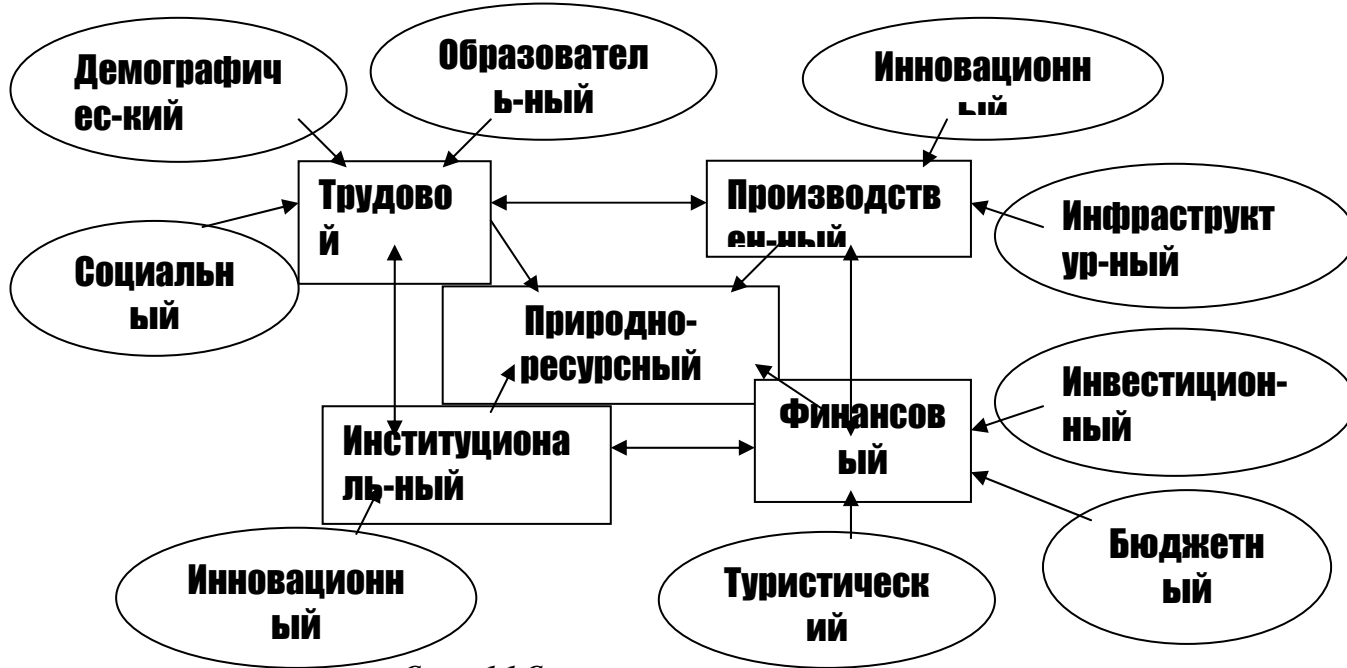 Демографич
ес-кий
Образовател
ь-ный
Инновационн
ый
Трудово
й
Производств
ен-ный
Инфраструкт
ур-ный
Социальн
ый
Природно-
ресурсный
Инвестицион-
ный
Финансов
ый
Институциона
ль-ный
Бюджетн
ый
Инновационн
ый
Туристическ
ий